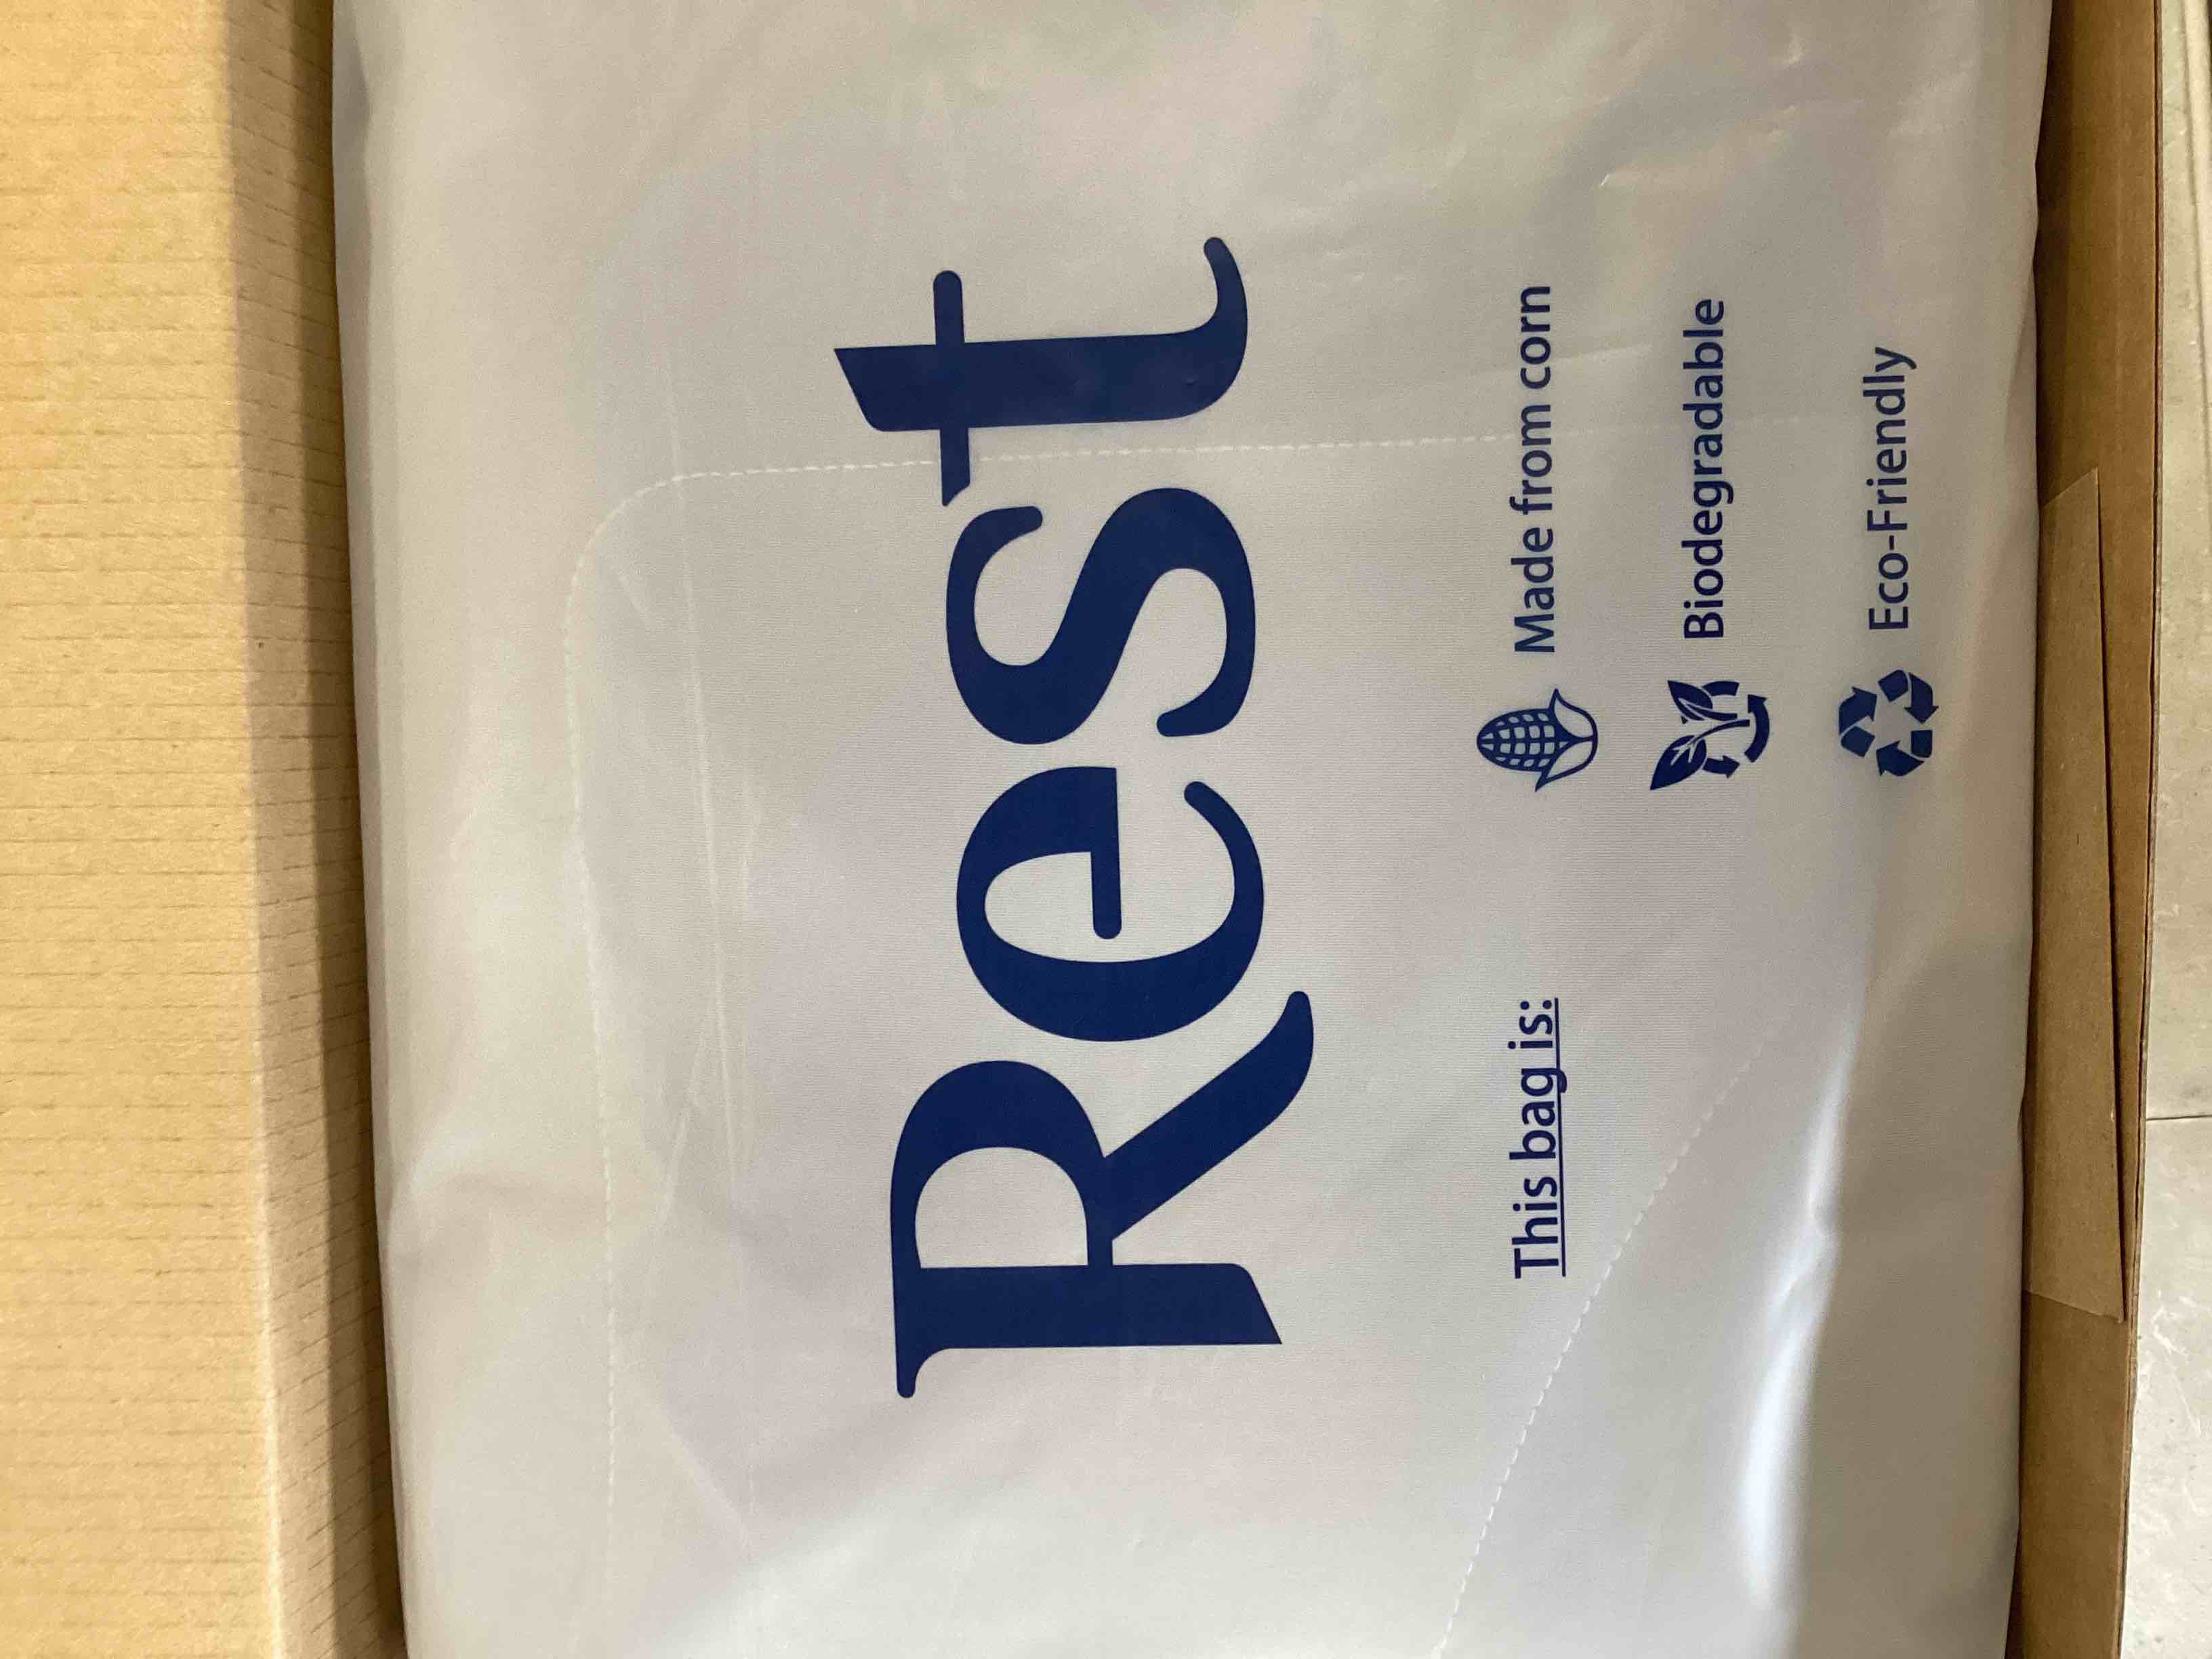 Rest
This bag is: Made from corn
Biodegradable
Eco-Friendly